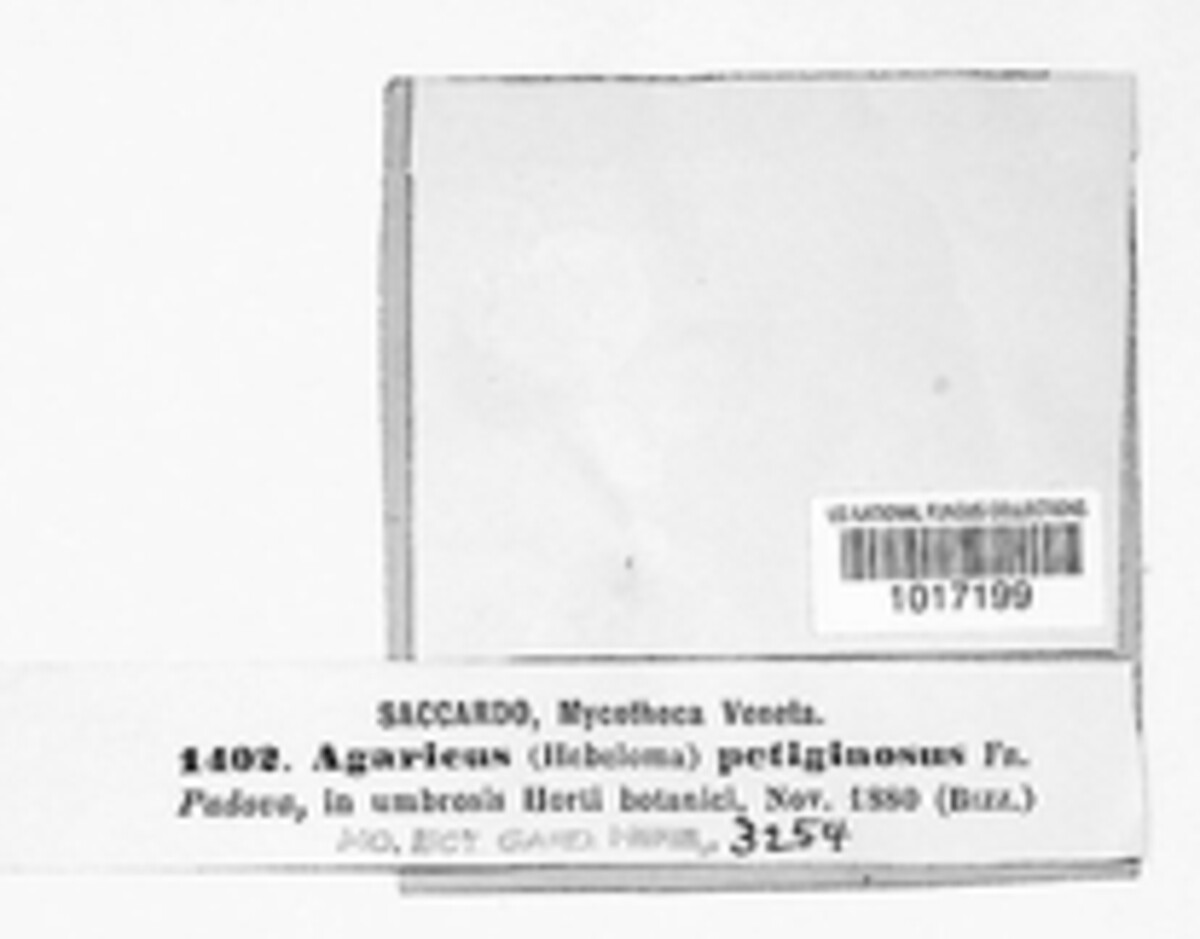 US NATIONAL FUNGUS COLLECTIONS
1017199
SACCARDO, Mycotheca Veneta.
1402. Agaricus (Hebeloma) petiginosus Fr.
Padova, in umbrosis Horti botanici, Nov. 1880 (BIZZ.)
MO. BOT. GARD. HERB., 3254